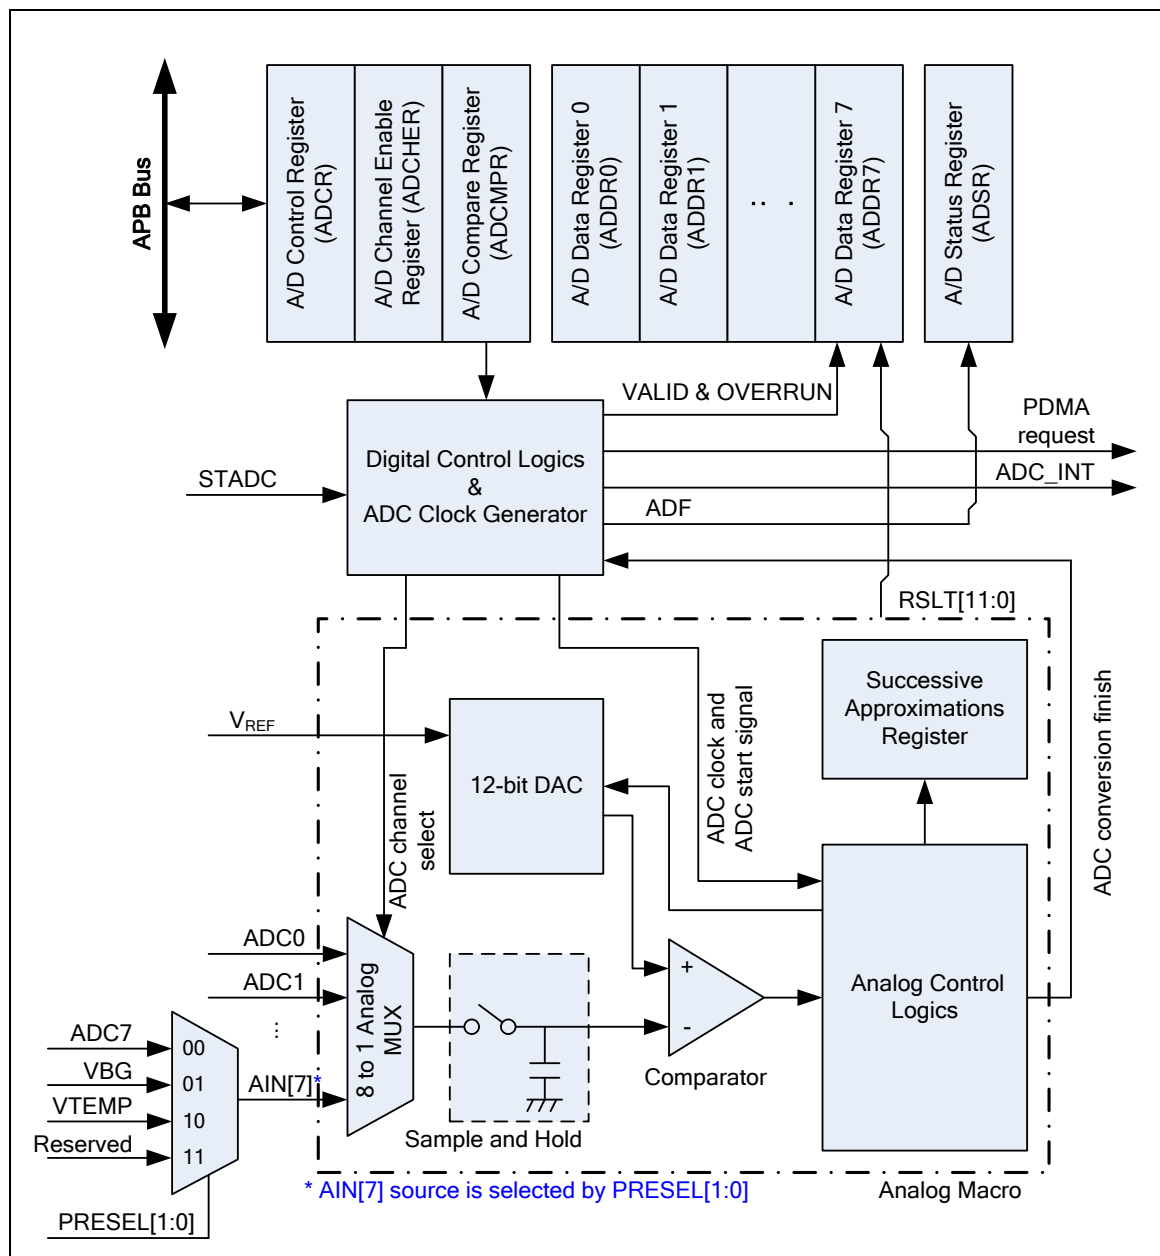 APB Bus
A/D Control Register
(ADCR)
A/D Channel Enable
Register (ADCHER)
A/D Compare Register
(ADCMPR)
A/D Data Register 0
(ADDR0)
A/D Data Register 1
(ADDR1)
.. .
A/D Data Register 7
(ADDR7)
A/D Status Register
(ADSR)
VALID & OVERRUN
PDMA
request
Digital Control Logics
&
ADC Clock Generator
STADC
ADC_INT
ADF
RSLT[11:0]
Successive
Approximations
Register
VREF
12-bit DAC
ADC clock and
ADC start signal
ADC channel
select
ADC conversion finish
ADC0
ADC1
...
8 to 1 Analog
MUX
+
-
Comparator
Analog Control
Logics
ADC7
00
VBG
01
AIN[7]*
VTEMP
10
Reserved
11
Sample and Hold
* AIN[7] source is selected by PRESEL[1:0]
Analog Macro
PRESEL[1:0]